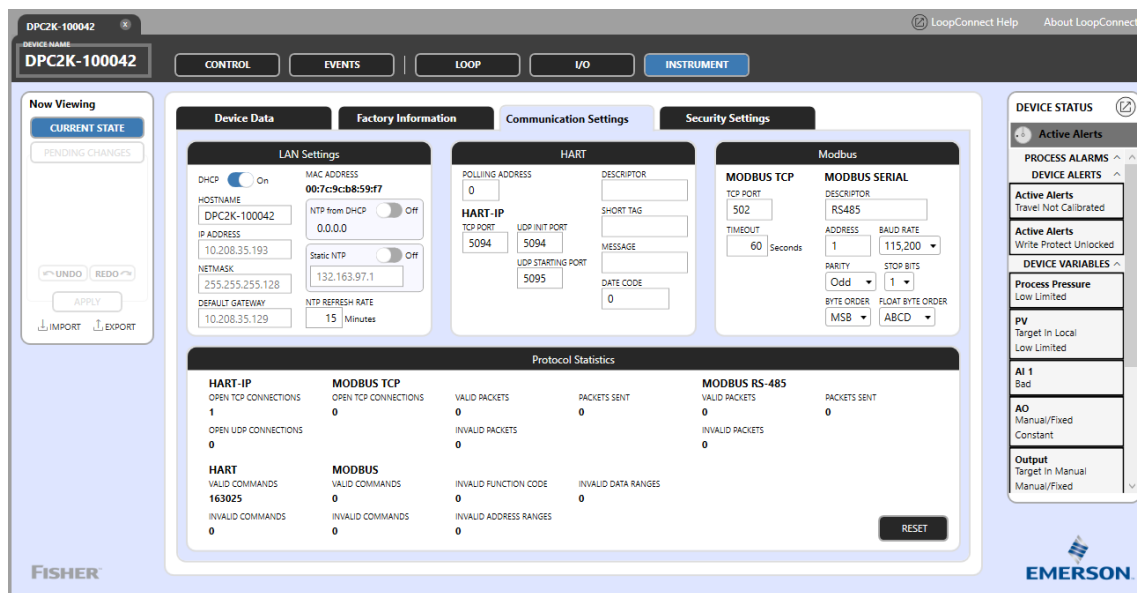 DPC2K-100042 x
LoopConnect Help About LoopConnect
DEVICE NAME
DPC2K-100042
CONTROL EVENTS LOOP I/O INSTRUMENT
Now Viewing
CURRENT STATE
PENDING CHANGES
UNDO REDO
APPLY
IMPORT EXPORT
Device Data Factory Information Communication Settings Security Settings
LAN Settings
DHCP On
HOSTNAME
DPC2K-100042
IP ADDRESS
10.208.35.193
NETMASK
255.255.255.128
DEFAULT GATEWAY
10.208.35.129
MAC ADDRESS
00:7c:9c:b8:59:f7
NTP from DHCP Off
0.0.0.0
Static NTP Off
132.163.97.1
NTP REFRESH RATE
15 Minutes
HART
POLLIING ADDRESS
0
HART-IP
TCP PORT UDP INIT PORT
5094 5094
UDP STARTING PORT
5095
DESCRIPTOR
SHORT TAG
MESSAGE
DATE CODE
0
Modbus
MODBUS TCP
TCP PORT
502
TIMEOUT
60 Seconds
MODBUS SERIAL
DESCRIPTOR
RS485
ADDRESS BAUD RATE
1 115,200
PARITY STOP BITS
Odd 1
BYTE ORDER FLOAT BYTE ORDER
MSB ABCD
Protocol Statistics
HART-IP MODBUS TCP MODBUS RS-485
OPEN TCP CONNECTIONS OPEN TCP CONNECTIONS VALID PACKETS PACKETS SENT VALID PACKETS PACKETS SENT
1 0 0 0 0 0
OPEN UDP CONNECTIONS INVALID PACKETS INVALID PACKETS
0 0 0
HART MODBUS
VALID COMMANDS VALID COMMANDS INVALID FUNCTION CODE INVALID DATA RANGES
163025 0 0 0
INVALID COMMANDS INVALID COMMANDS INVALID ADDRESS RANGES
0 0 0
RESET
DEVICE STATUS
Active Alerts
PROCESS ALARMS
DEVICE ALERTS
Active Alerts
Travel Not Calibrated
Active Alerts
Write Protect Unlocked
DEVICE VARIABLES
Process Pressure
Low Limited
PV
Target In Local
Low Limited
AI 1
Bad
AO
Manual/Fixed
Constant
Output
Target In Manual
Manual/Fixed
FISHER
EMERSON